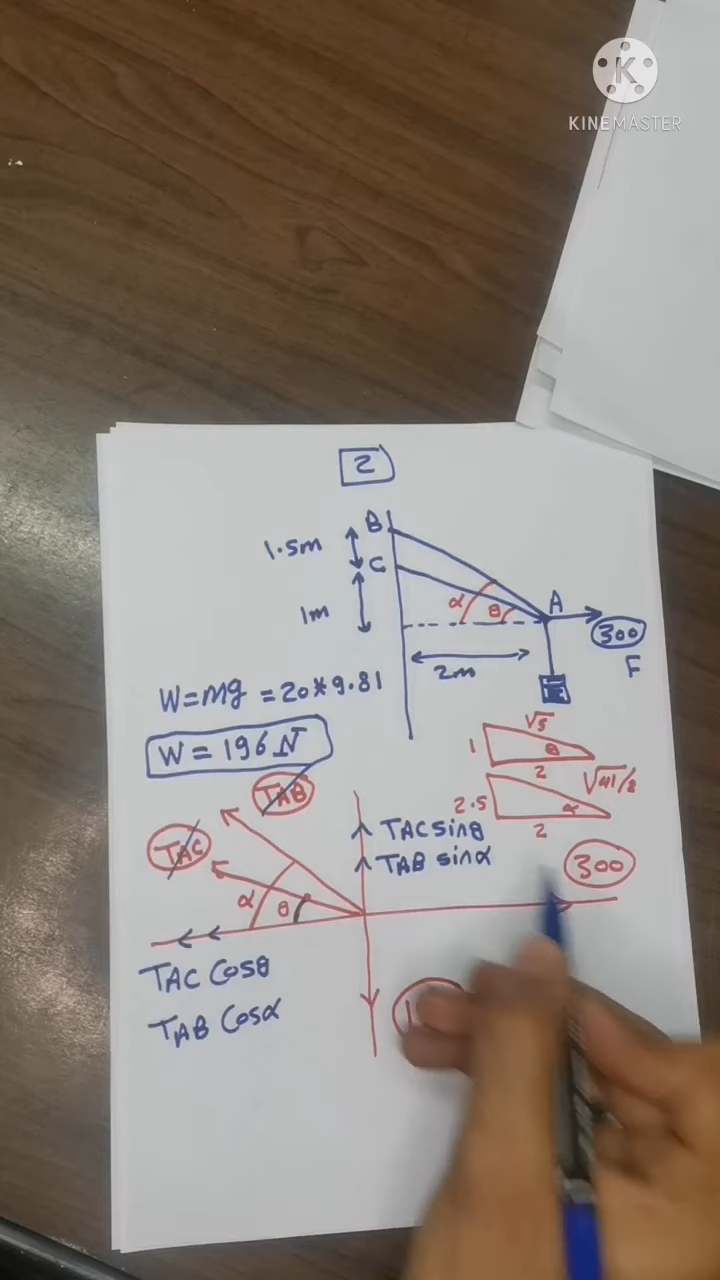 K
KINEMASTER
2
B
1.5m
C
A
α
θ
1m
300
F
2m
W=mg = 20*9.81
W = 196 N
√5
1
θ
2
√41/2
2.5
α
2
TAB
TAC sinθ
TAC
TAB sinα
300
α
θ
TAC Cosθ
TAB Cosα